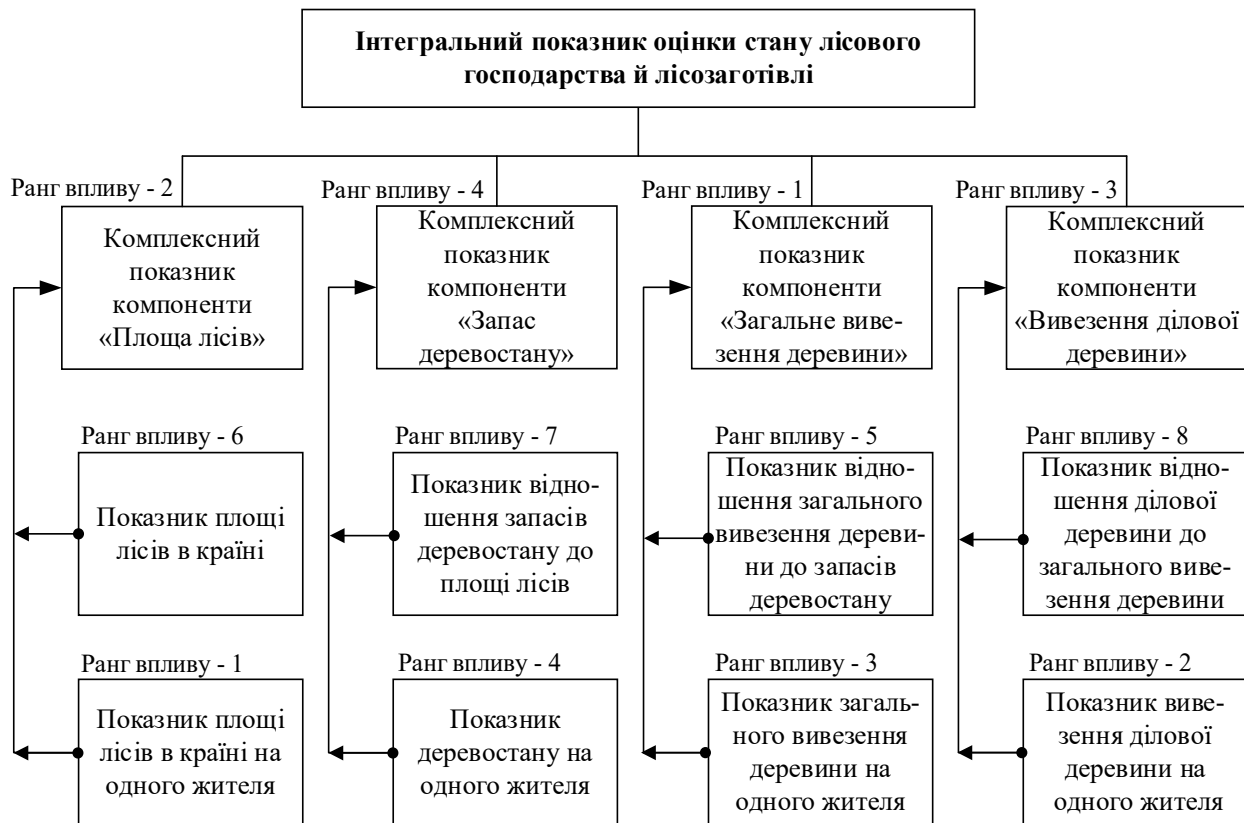 Інтегральний показник оцінки стану лісового
господарства й лісозаготівлі
Ранг впливу - 2
Комплексний
показник
компоненти
«Площа лісів»
Ранг впливу - 4
Комплексний
показник
компоненти
«Запас
деревостану»
Ранг впливу - 1
Комплексний
показник
компоненти
«Загальне виве-
зення деревини»
Ранг впливу - 3
Комплексний
показник
компоненти
«Вивезення ділової
деревини»
Ранг впливу - 6
Показник площі
лісів в країні
Ранг впливу - 7
Показник відно-
шення запасів
деревостану до
площі лісів
Ранг впливу - 5
Показник відно-
шення загального
вивезення дереви-
ни до запасів
деревостану
Ранг впливу - 8
Показник відно-
шення ділової
деревини до
загального виве-
зення деревини
Ранг впливу - 1
Показник площі
лісів в країні на
одного жителя
Ранг впливу - 4
Показник
деревостану на
одного жителя
Ранг впливу - 3
Показник загаль-
ного вивезення
деревини на
одного жителя
Ранг впливу - 2
Показник виве-
зення ділової
деревини на
одного жителя